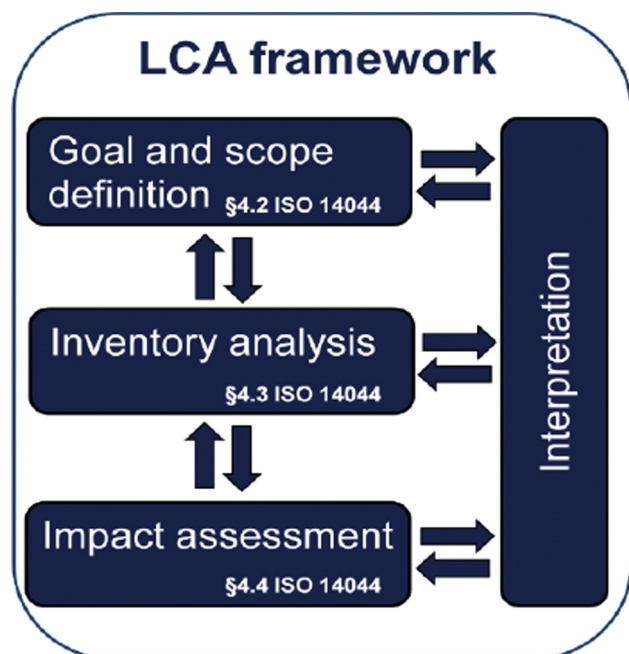 LCA framework
Goal and scope
definition §4.2 ISO 14044
Inventory analysis
§4.3 ISO 14044
Impact assessment
§4.4 ISO 14044
Interpretation